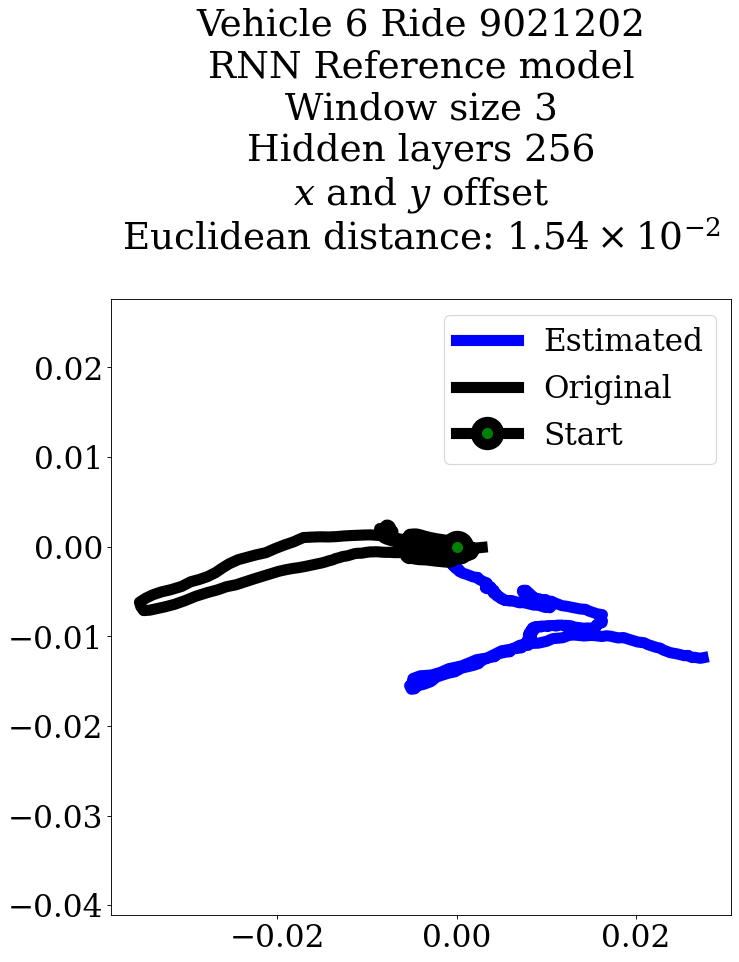 Vehicle 6 Ride 9021202
RNN Reference model
Window size 3
Hidden layers 256
x and y offset
Euclidean distance: 1.54 × 10⁻²
Estimated
Original
Start
0.02
0.01
0.00
−0.01
−0.02
−0.03
−0.04
−0.02
0.00
0.02